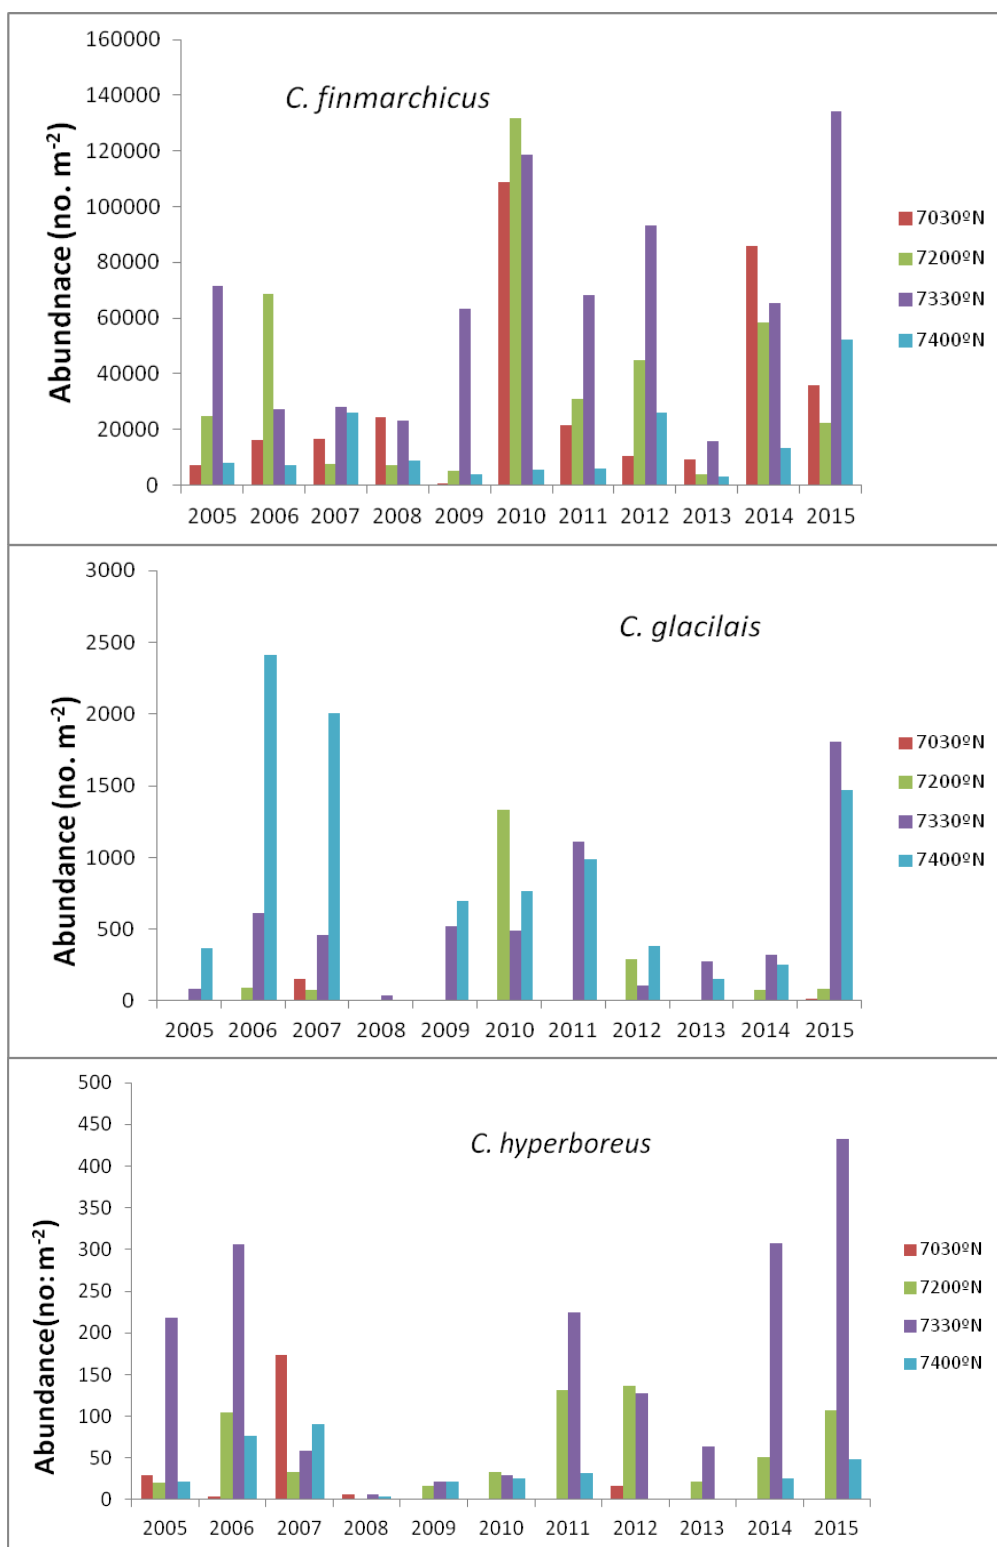 160000
140000
120000
100000
80000
60000
40000
20000
0
Abundnace (no. m-2)
C. finmarchicus
7030ºN
7200ºN
7330ºN
7400ºN
2005 2006 2007 2008 2009 2010 2011 2012 2013 2014 2015
3000
2500
2000
1500
1000
500
0
Abundance (no. m-2)
C. glacilais
7030ºN
7200ºN
7330ºN
7400ºN
2005 2006 2007 2008 2009 2010 2011 2012 2013 2014 2015
500
450
400
350
300
250
200
150
100
50
0
Abundance(no: m-2)
C. hyperboreus
7030ºN
7200ºN
7330ºN
7400ºN
2005 2006 2007 2008 2009 2010 2011 2012 2013 2014 2015